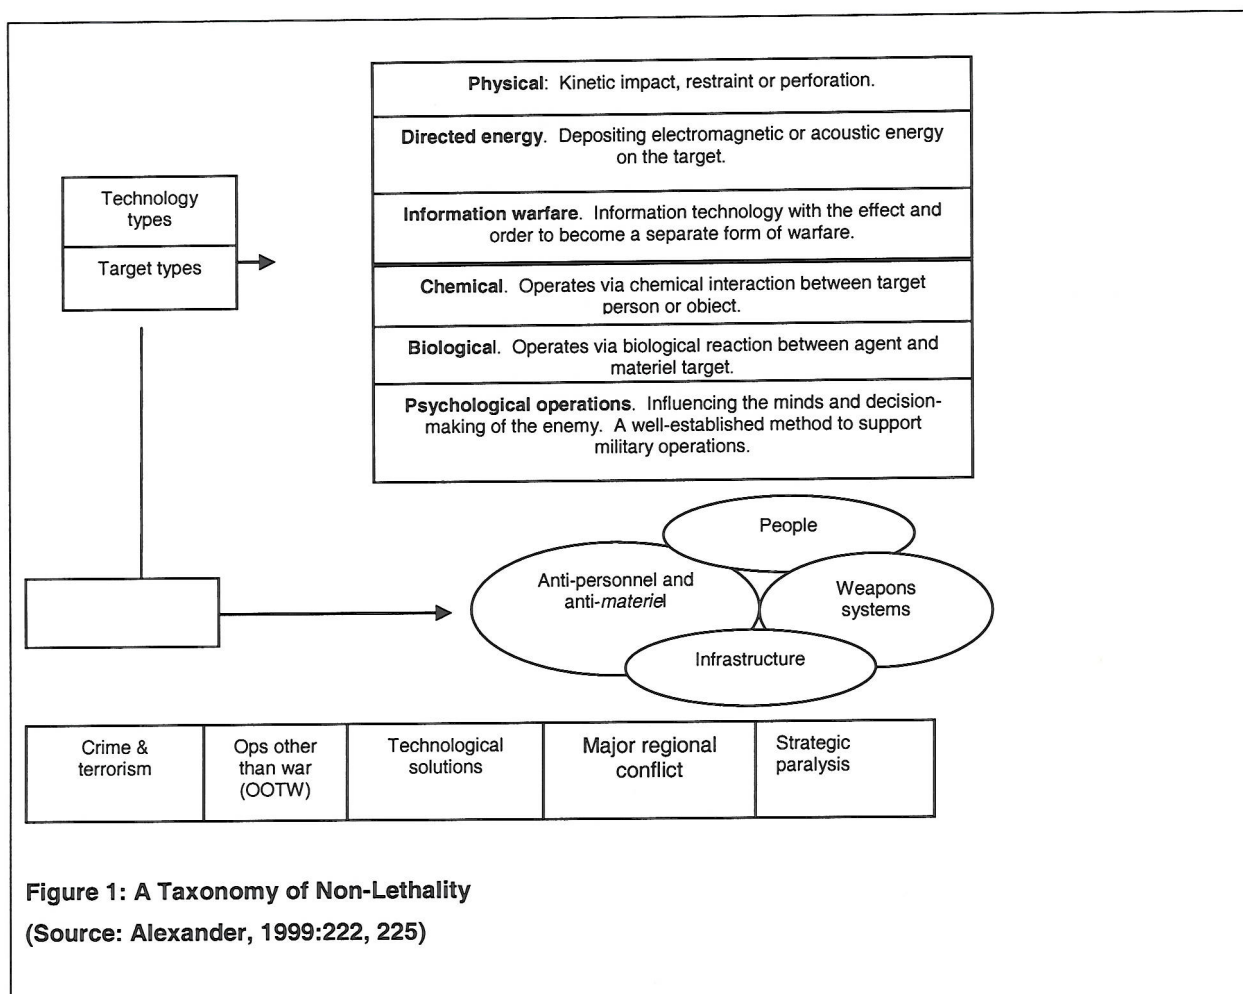 Physical: Kinetic impact, restraint or perforation.
Directed energy. Depositing electromagnetic or acoustic energy
on the target.
Technology
types
Information warfare. Information technology with the effect and
order to become a separate form of warfare.
Target types
Chemical. Operates via chemical interaction between target
person or object.
Biological. Operates via biological reaction between agent and
materiel target.
Psychological operations. Influencing the minds and decision-
making of the enemy. A well-established method to support
military operations.
People
Anti-personnel and
anti-materiel
Weapons
systems
Infrastructure
Crime &
terrorism
Ops other
than war
(OOTW)
Technological
solutions
Major regional
conflict
Strategic
paralysis
Figure 1: A Taxonomy of Non-Lethality
(Source: Alexander, 1999:222, 225)